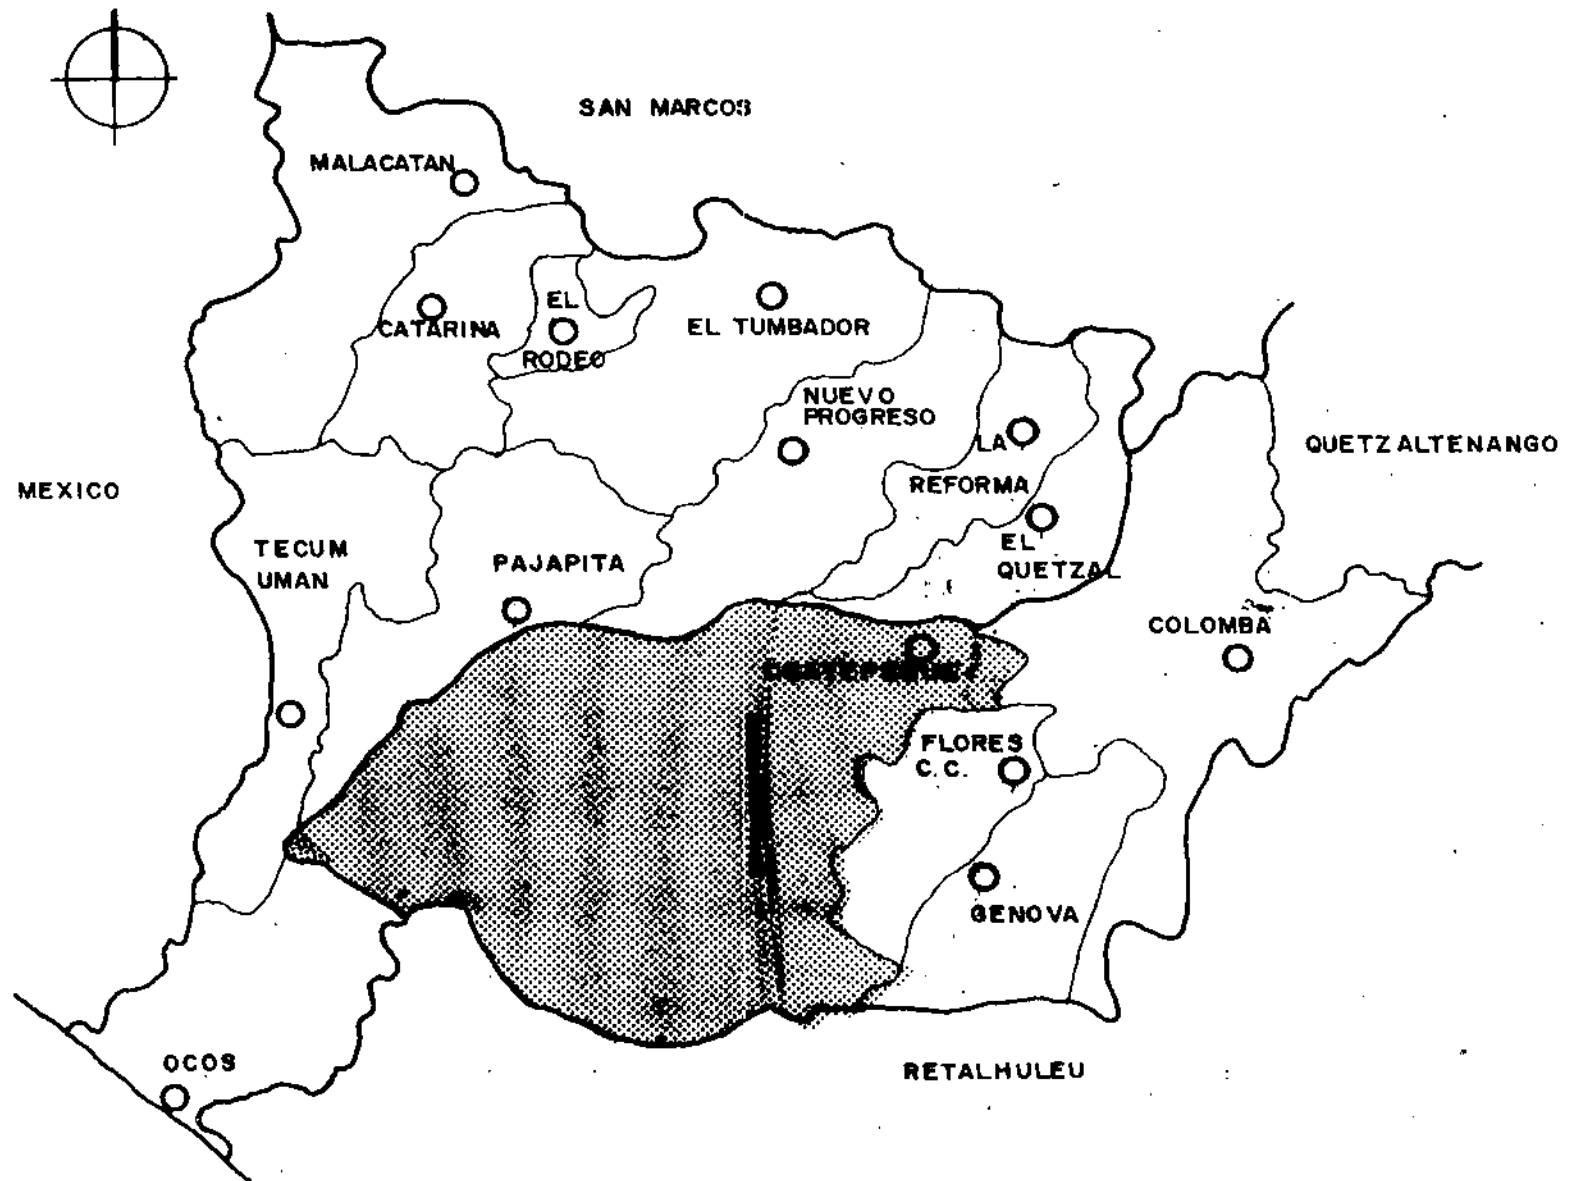 SAN MARCOS
MALACATAN
EL
CATARINA
RODEO
EL TUMBADOR
NUEVO
PROGRESO
LA
REFORMA
QUETZALTENANGO
MEXICO
TECUM
UMAN
PAJAPITA
EL
QUETZAL
COLOMBA
FLORES
C.C.
GENOVA
OCOS
RETALHULEU